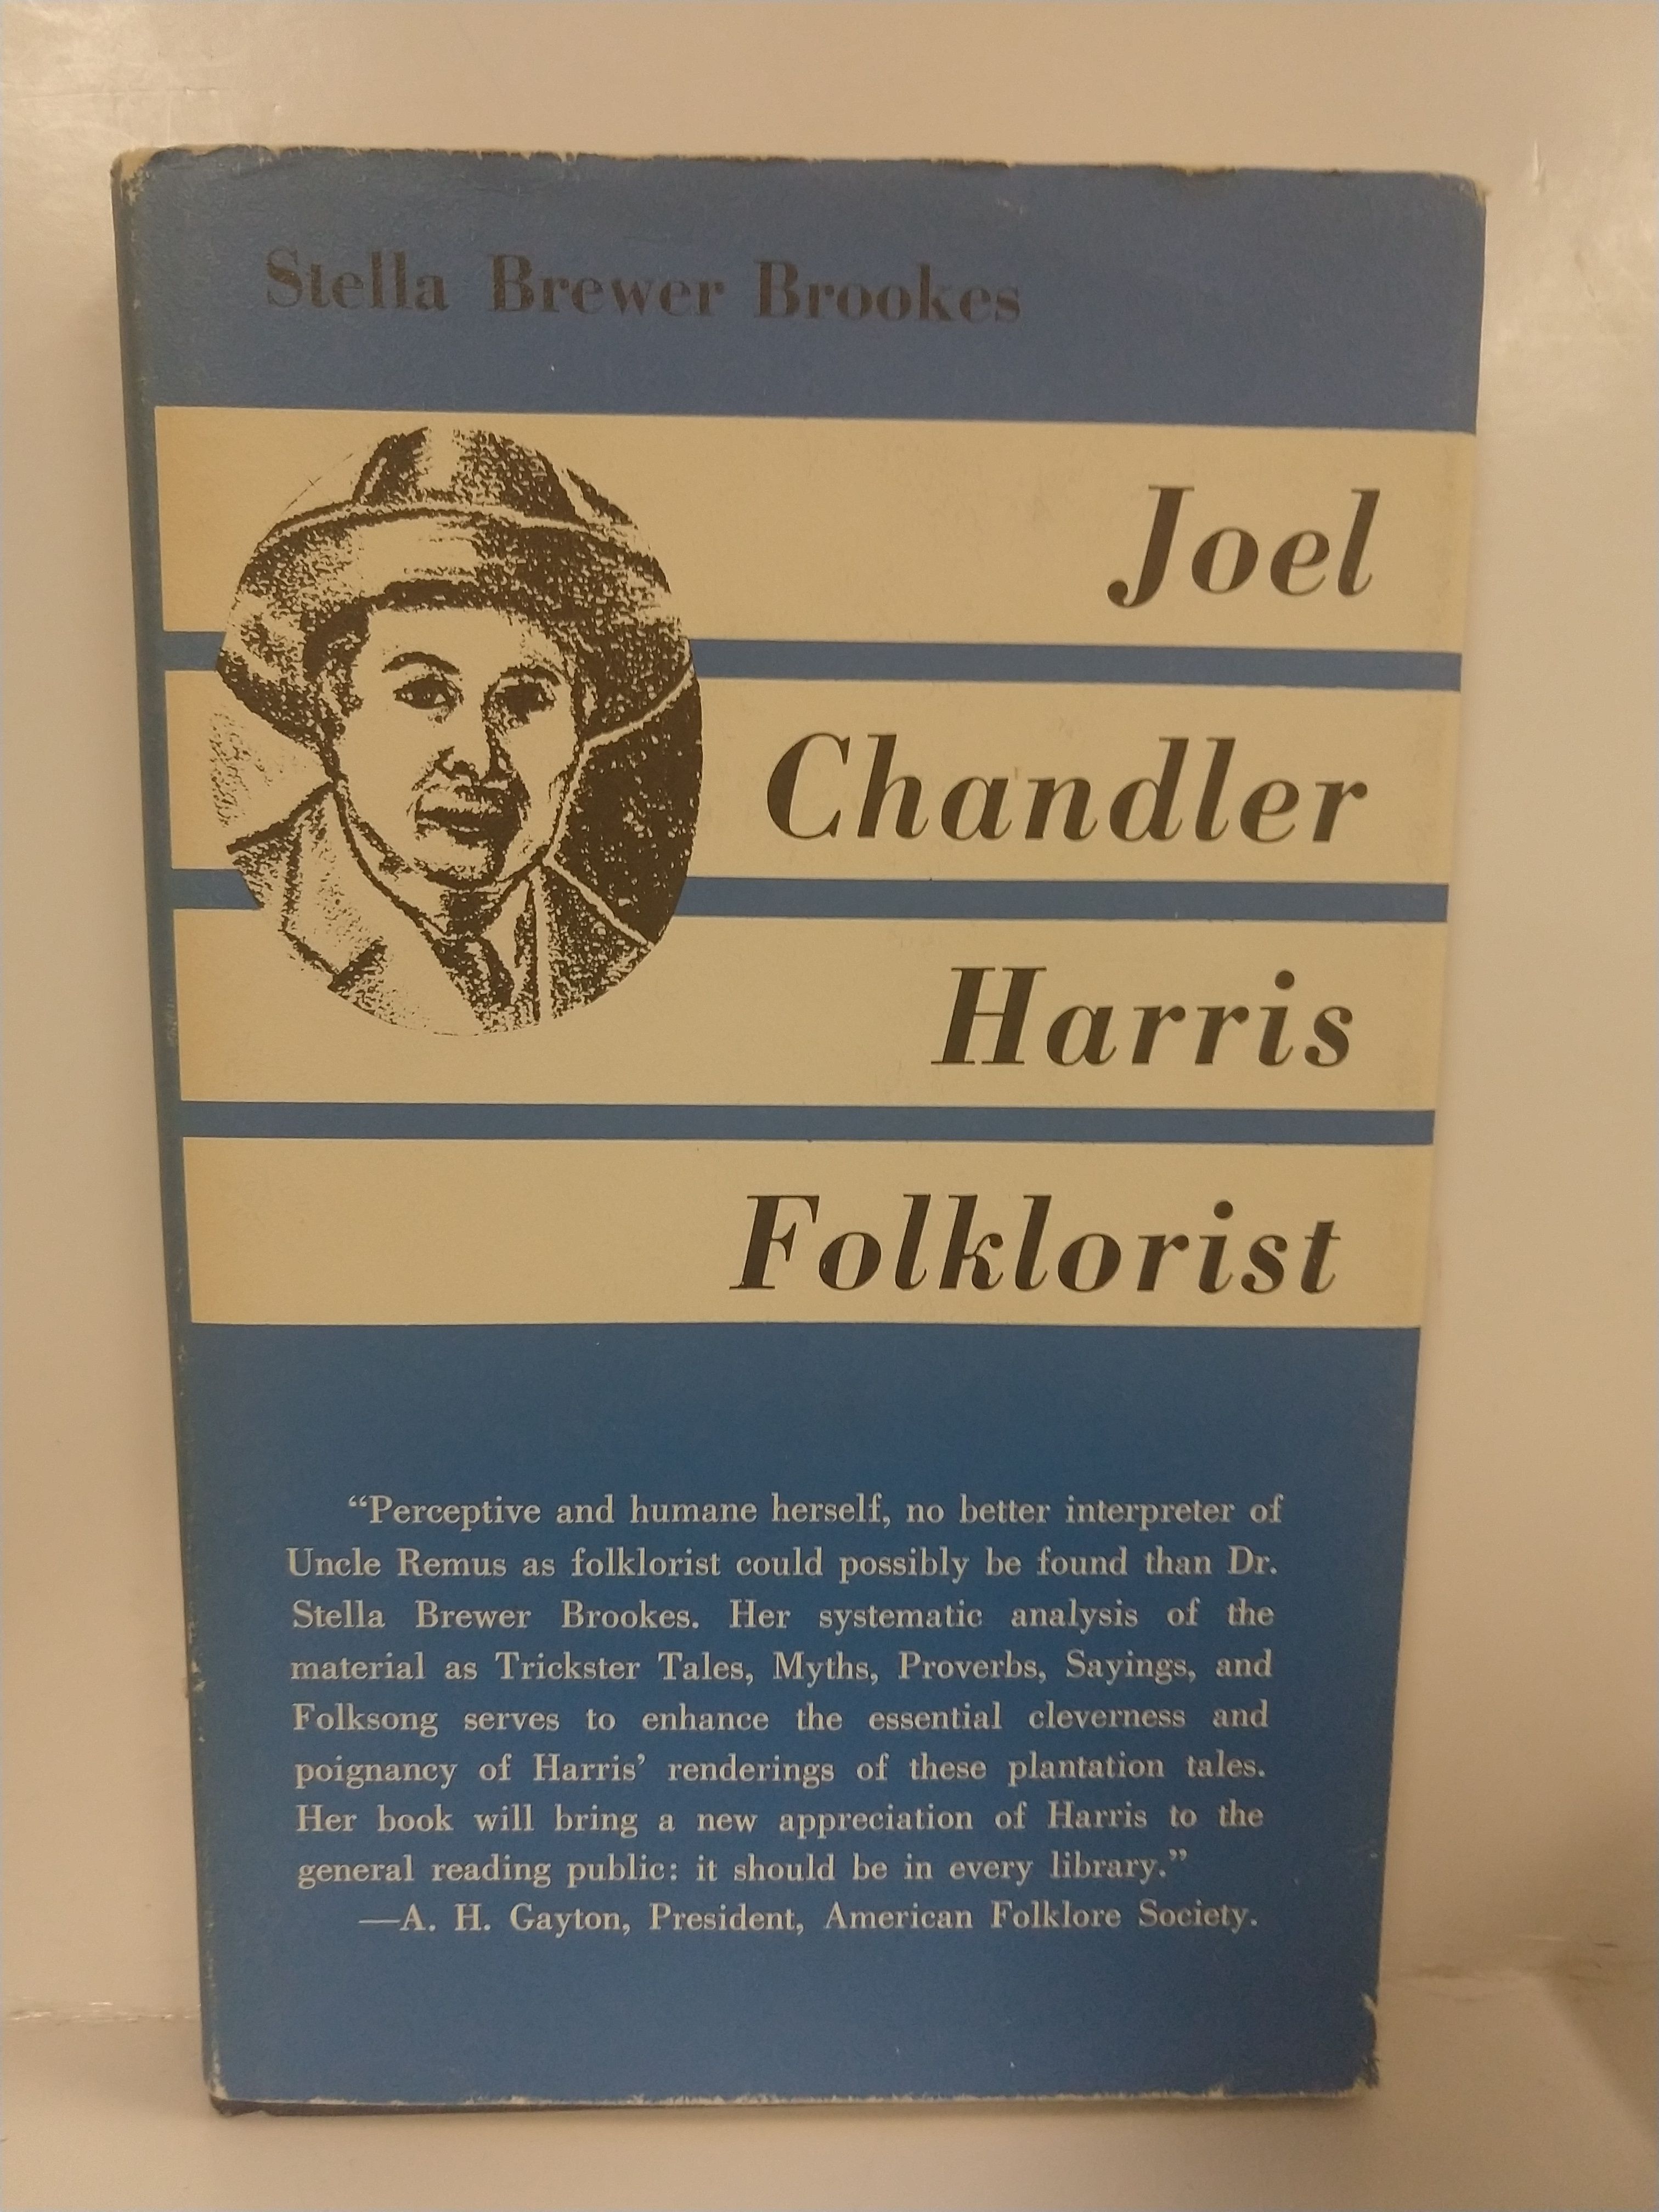 Stella Brewer Brookes
Joel
Chandler
Harris
Folklorist
“Perceptive and humane herself, no better interpreter of
Uncle Remus as folklorist could possibly be found than Dr.
Stella Brewer Brookes. Her systematic analysis of the
material as Trickster Tales, Myths, Proverbs, Sayings, and
Folksong serves to enhance the essential cleverness and
poignancy of Harris’ renderings of these plantation tales.
Her book will bring a new appreciation of Harris to the
general reading public: it should be in every library.”
—A. H. Gayton, President, American Folklore Society.